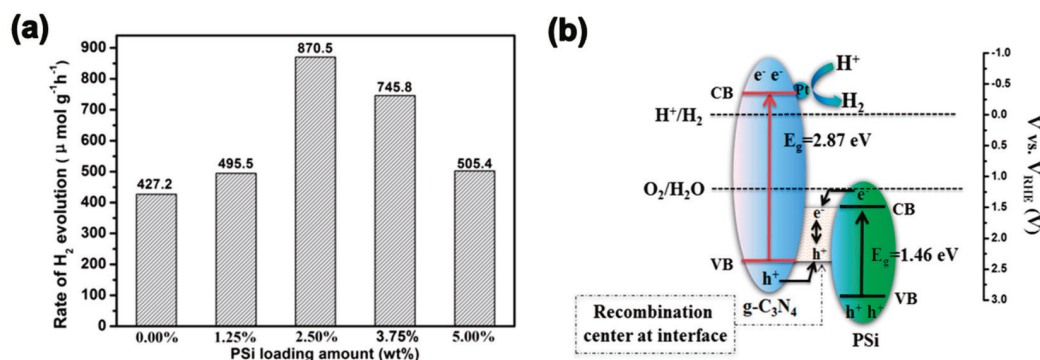 (a)
Rate of H₂ evolution ( μ mol g⁻¹h⁻¹)
900
800
700
600
500
400
300
200
100
0
427.2
495.5
870.5
745.8
505.4
0.00% 1.25% 2.50% 3.75% 5.00%
PSi loading amount (wt%)
(b)
e⁻ e⁻
CB
Pt
H⁺
H₂
H⁺/H₂
E_g=2.87 eV
O₂/H₂O
e⁻
e⁻
CB
h⁺
E_g=1.46 eV
VB
h⁺
VB
h⁺ h⁺
g-C₃N₄
PSi
Recombination
center at interface
-1.0
-0.5
0.0
0.5
1.0
1.5
2.0
2.5
3.0
V vs. V_RHE (V)